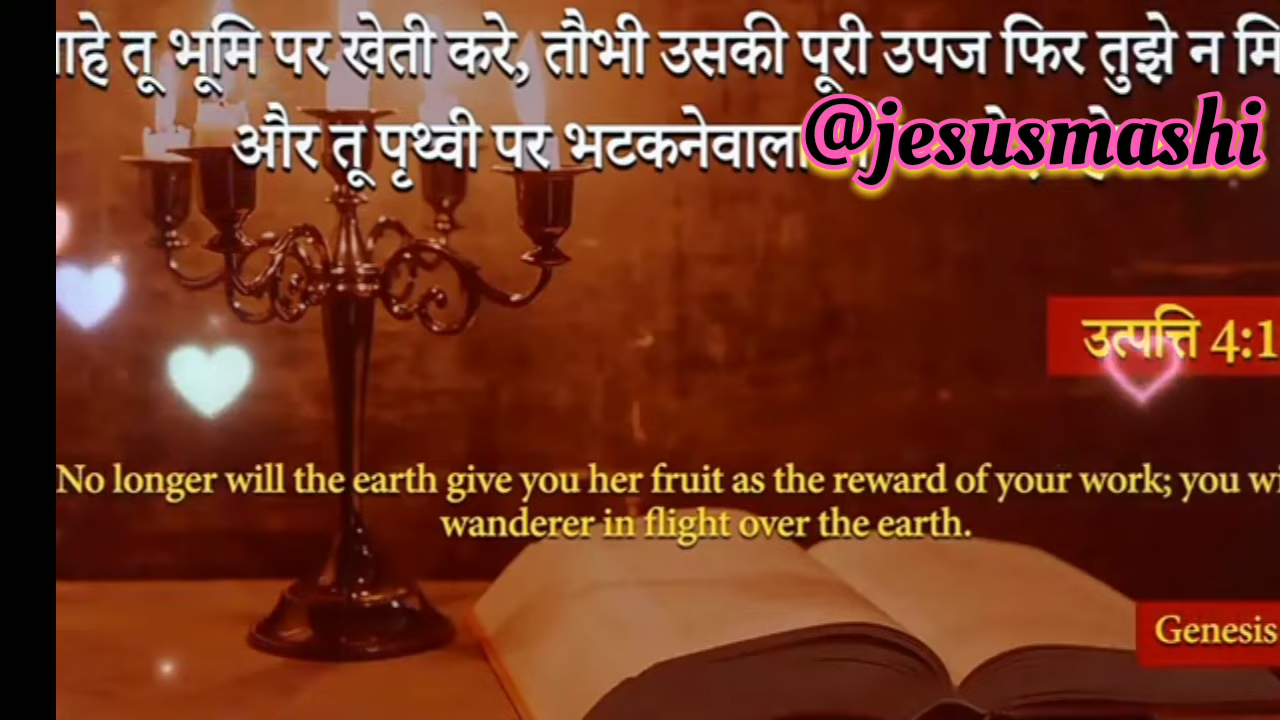 तू भूमि पर खेती करे, तौभी उसकी पूरी उपज फिर तुझे न
और तू पृथ्वी पर भटकनेवाला
@jesusmashi
उत्पत्ति 4:1
No longer will the earth give you her fruit as the reward of your work; you
wanderer in flight over the earth.
Genesis